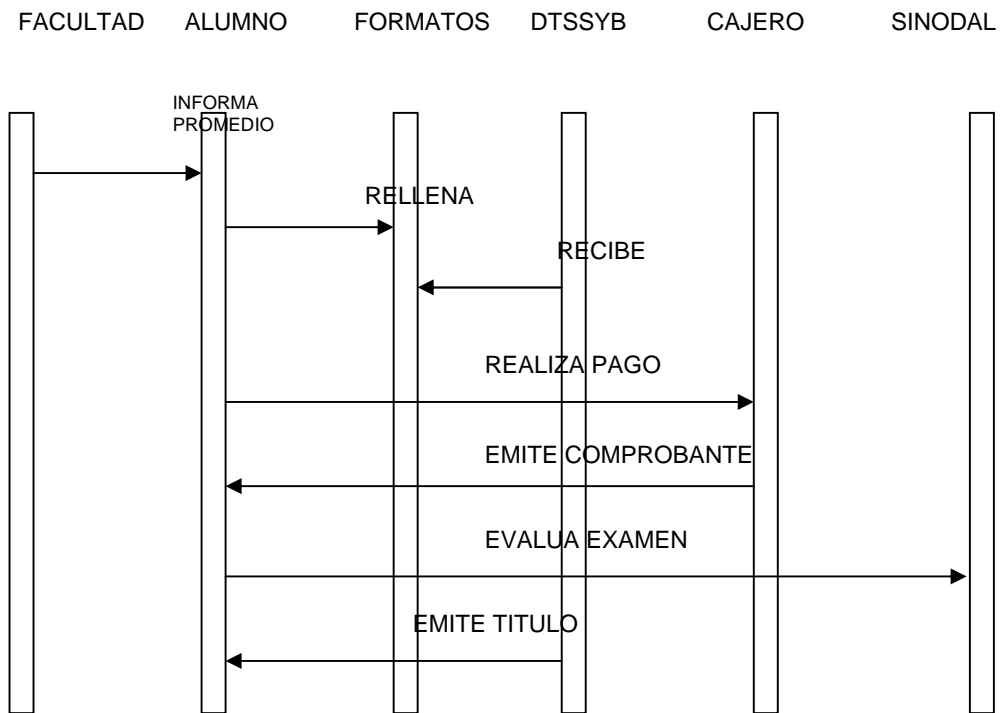 FACULTAD ALUMNO FORMATOS DTSSYB CAJERO SINODAL
INFORMA
PROMEDIO
RELLENA
RECIBE
REALIZA PAGO
EMITE COMPROBANTE
EVALUA EXAMEN
EMITE TITULO